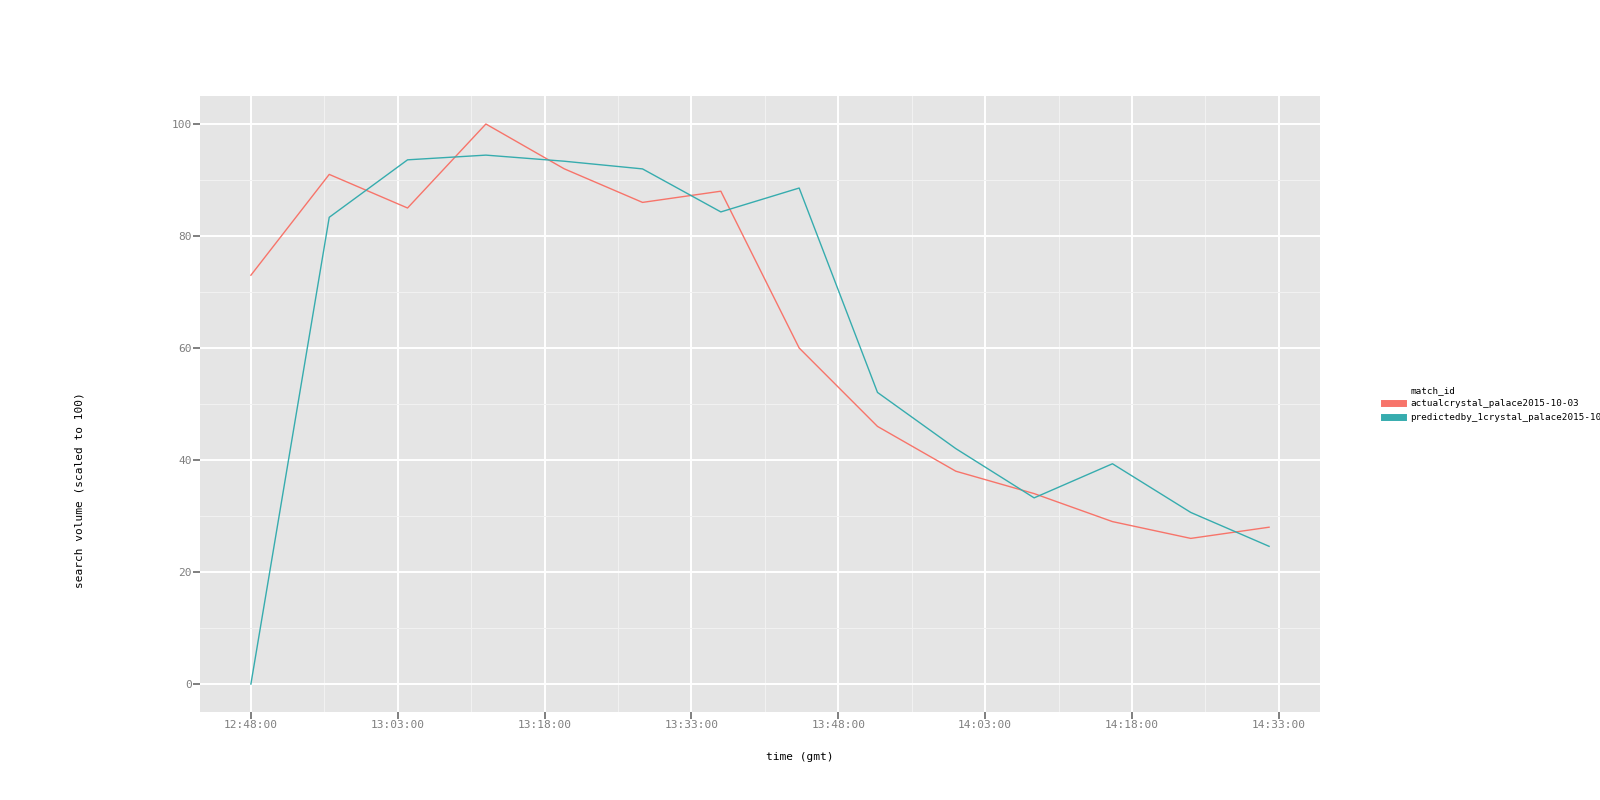 100
80
60
40
20
0
12:48:00 13:03:00 13:18:00 13:33:00 13:48:00 14:03:00 14:18:00 14:33:00
time (gmt)
search volume (scaled to 100)
match_id
actualcrystal_palace2015-10-03
predictedby_1crystal_palace2015-10